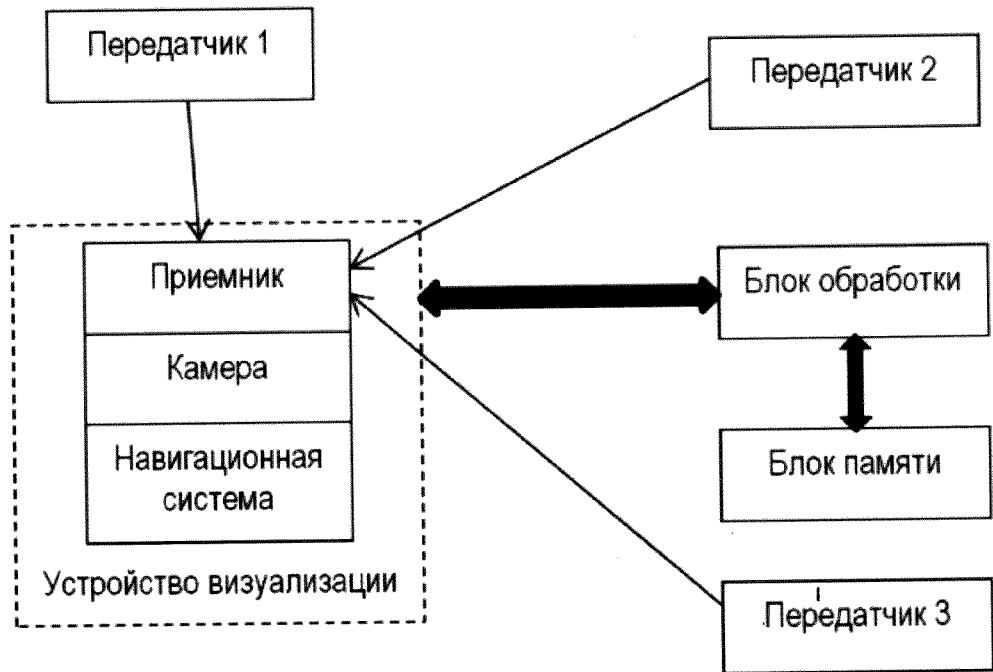 Передатчик 1
Передатчик 2
Приемник
Камера
Навигационная
система
Устройство визуализации
Блок обработки
Блок памяти
Передатчик 3